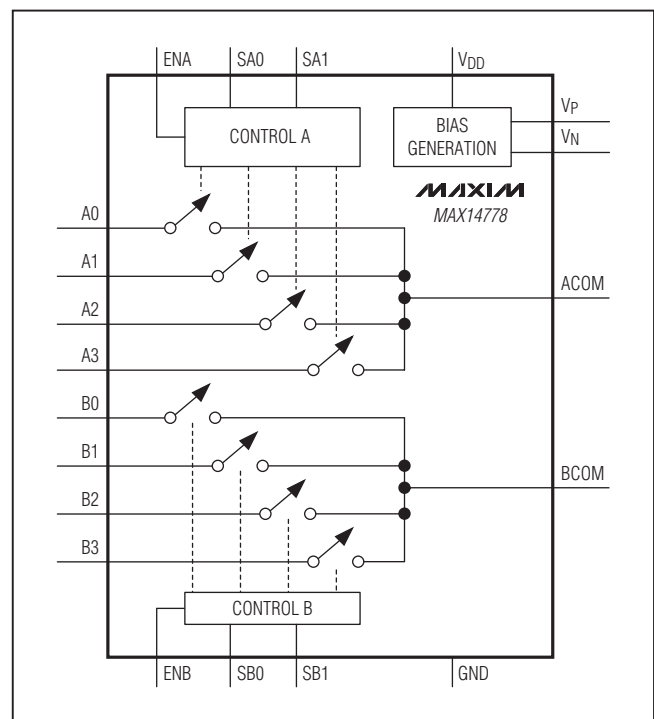 ENA SA0 SA1 VDD
CONTROL A
BIAS
GENERATION
VP
VN
MAXIM
MAX14778
A0
A1
A2
A3
ACOM
B0
B1
B2
B3
BCOM
CONTROL B
ENB SB0 SB1 GND